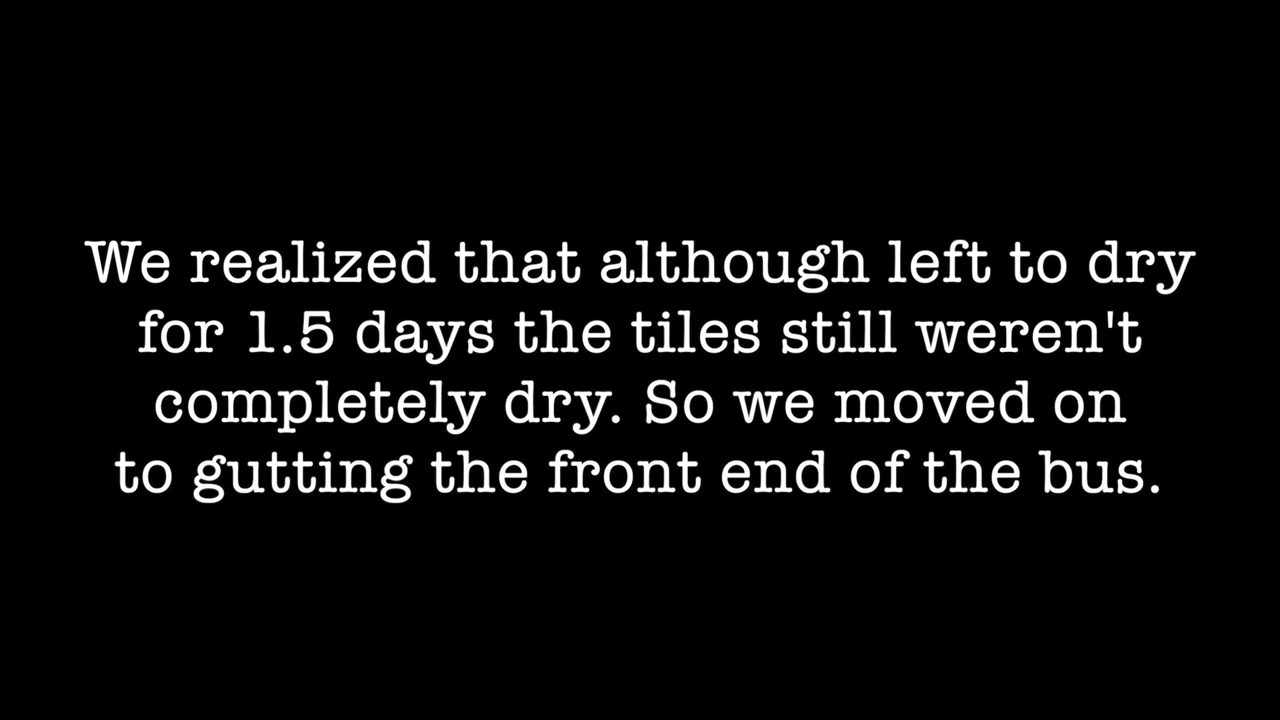 We realized that although left to dry
for 1.5 days the tiles still weren't
completely dry. So we moved on
to gutting the front end of the bus.